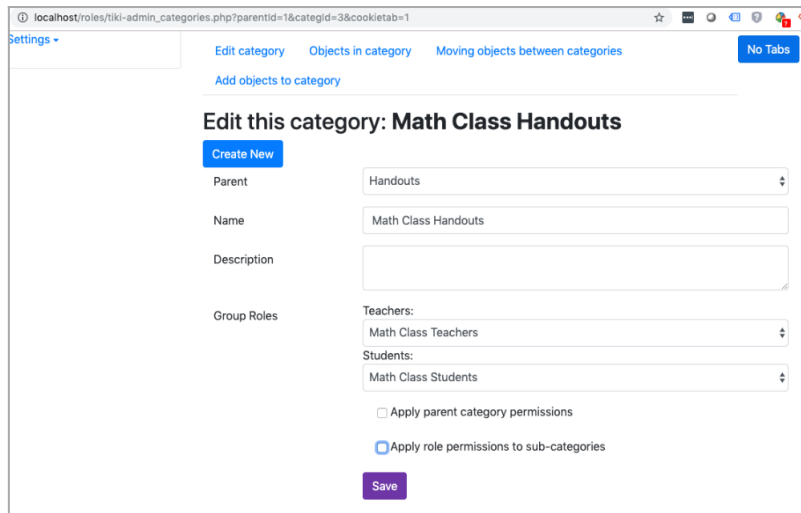 localhost/roles/tiki-admin_categories.php?parentId=1&categId=3&cookietab=1
Settings
Edit category Objects in category Moving objects between categories No Tabs
Add objects to category
Edit this category: Math Class Handouts
Create New
Parent Handouts
Name Math Class Handouts
Description
Group Roles Teachers:
Math Class Teachers
Students:
Math Class Students
Apply parent category permissions
Apply role permissions to sub-categories
Save